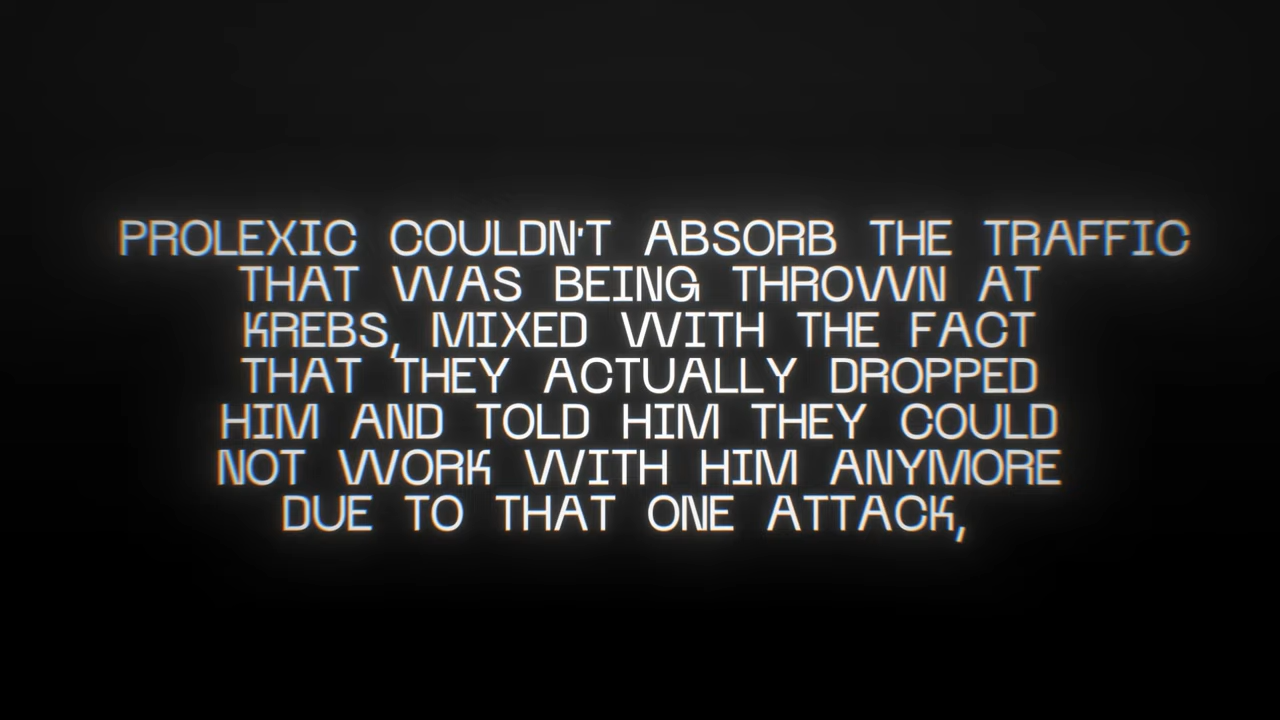 PROLEXIC COULDN'T ABSORB THE TRAFFIC
THAT WAS BEING THROWN AT
KREBS, MIXED WITH THE FACT
THAT THEY ACTUALLY DROPPED
HIM AND TOLD HIM THEY COULD
NOT WORK WITH HIM ANYMORE
DUE TO THAT ONE ATTACK,